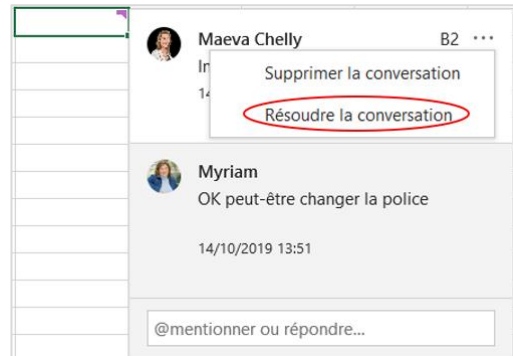 Maeva Chelly B2 ...
Supprimer la conversation
Résoudre la conversation
Myriam
OK peut-être changer la police
14/10/2019 13:51
@mentionner ou répondre...